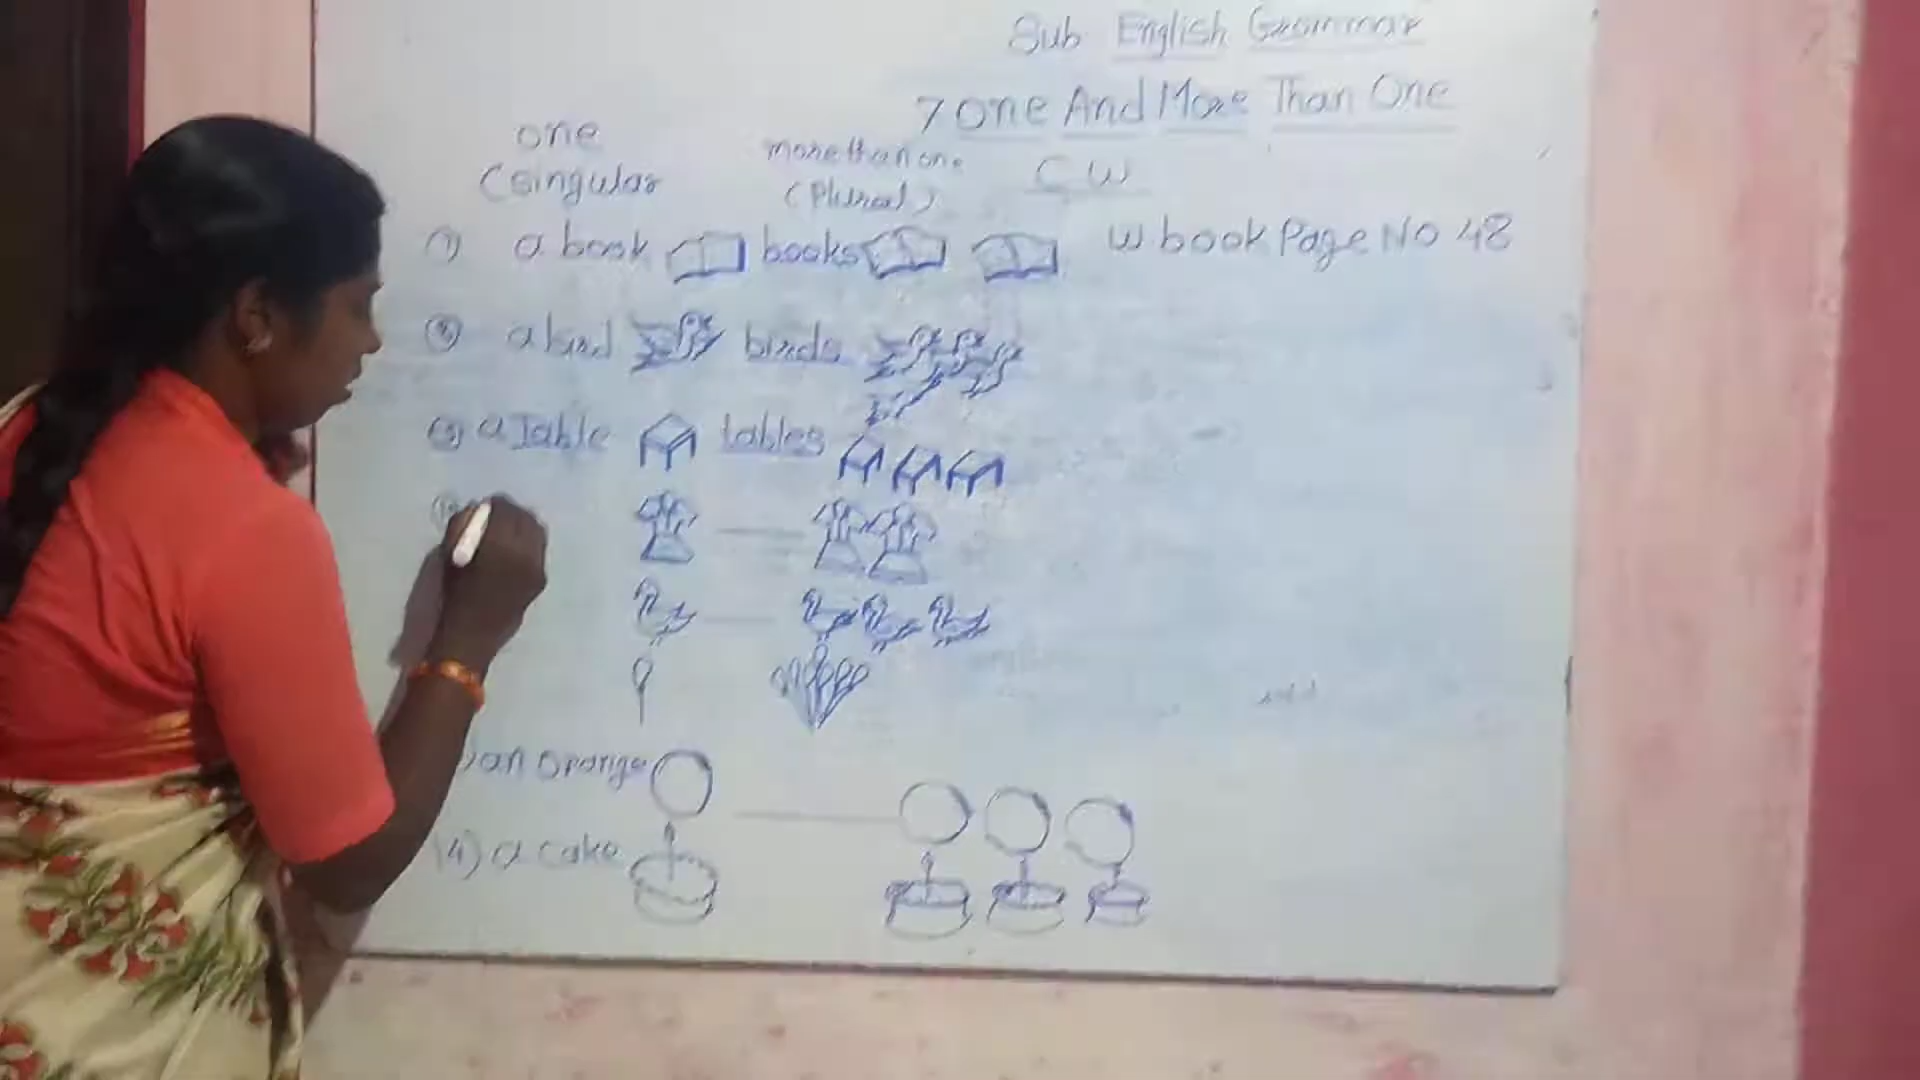 Sub English Grammar
7 One And More Than One
one
(singular
more than one
(Plural)
C W
(1) a book books
W.book Page No 48
a bird birds
(3) a Table tables
an orange
(4) a cake